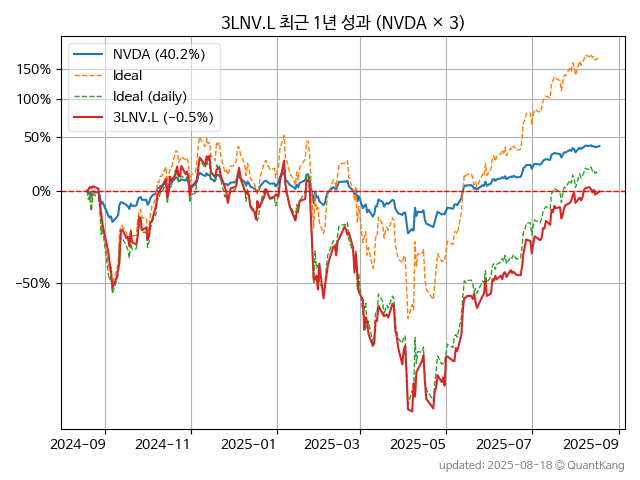 3LNV.L 최근 1년 성과 (NVDA × 3)
NVDA (40.2%)
Ideal
Ideal (daily)
3LNV.L (−0.5%)
150%
100%
50%
0%
−50%
2024-09
2024-11
2025-01
2025-03
2025-05
2025-07
2025-09
updated: 2025-08-18 © QuantKang